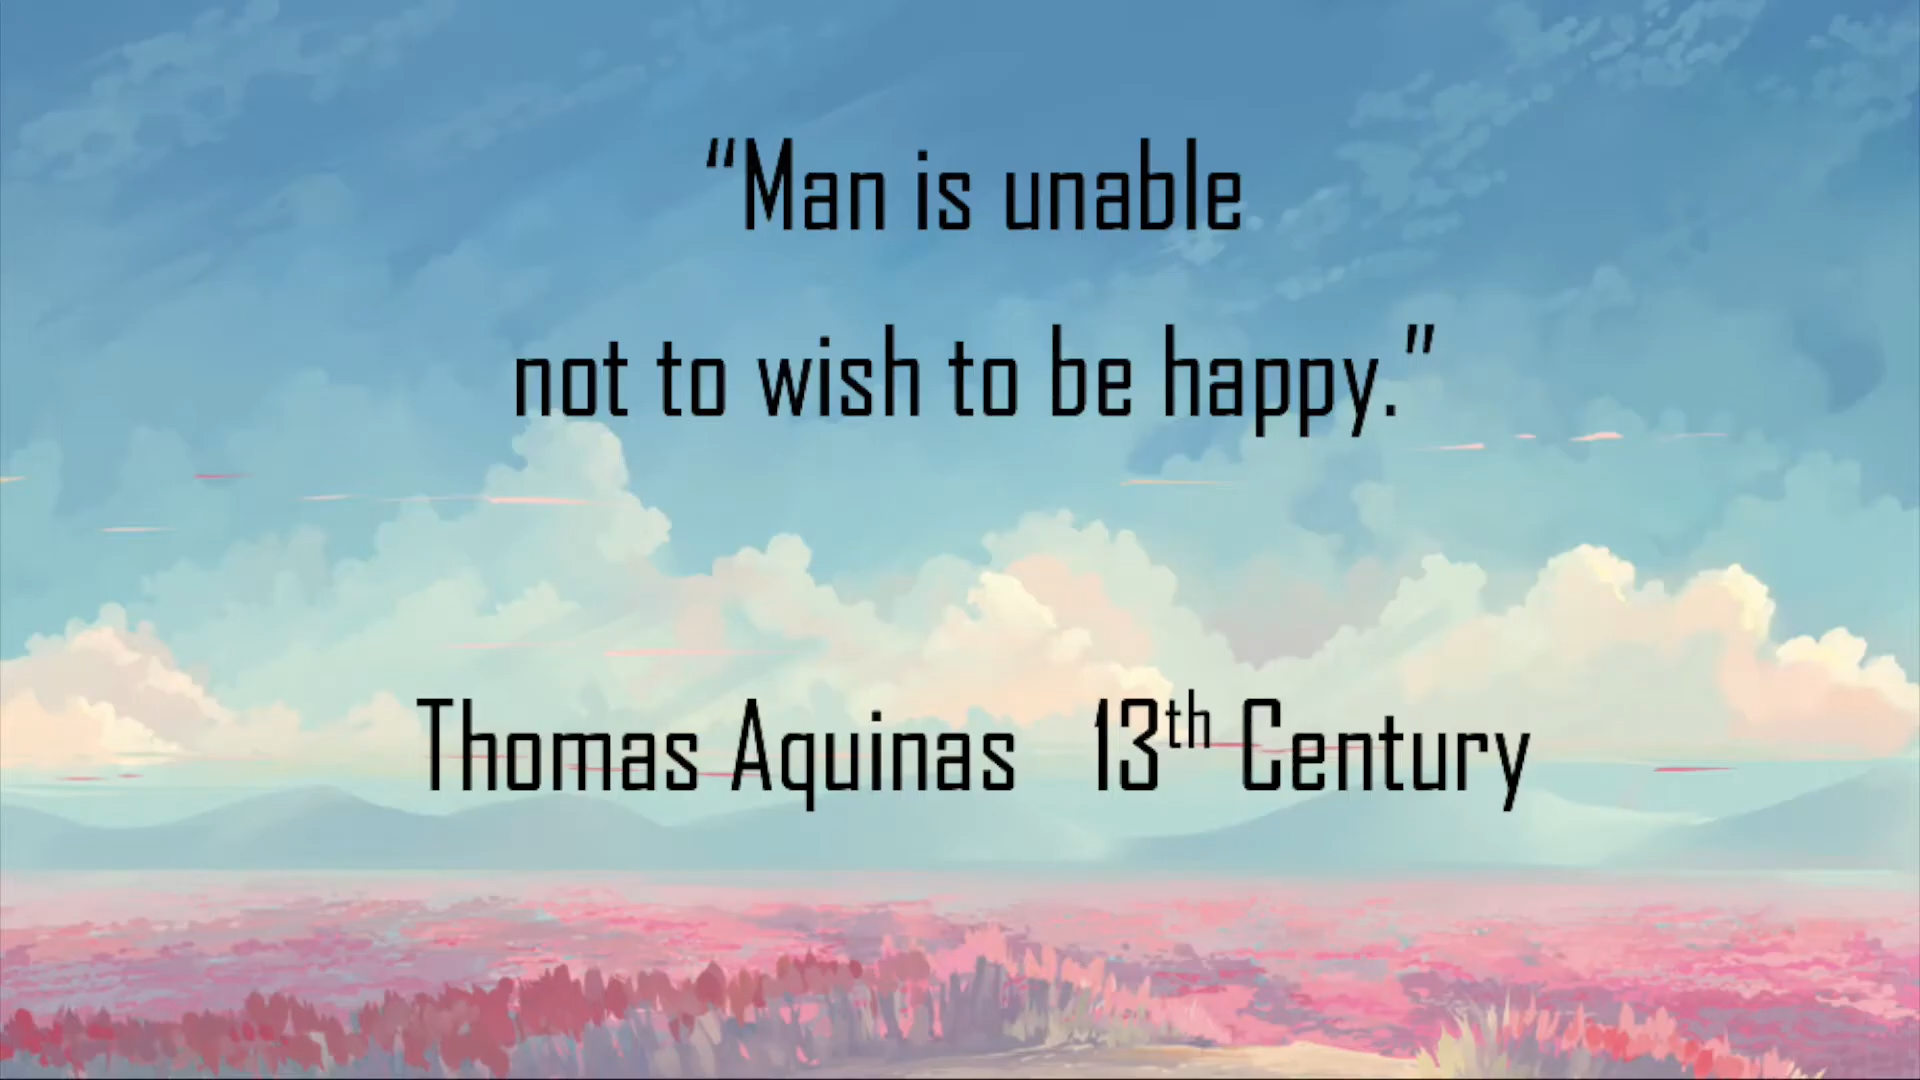 “Man is unable
not to wish to be happy.”
Thomas Aquinas 13th Century